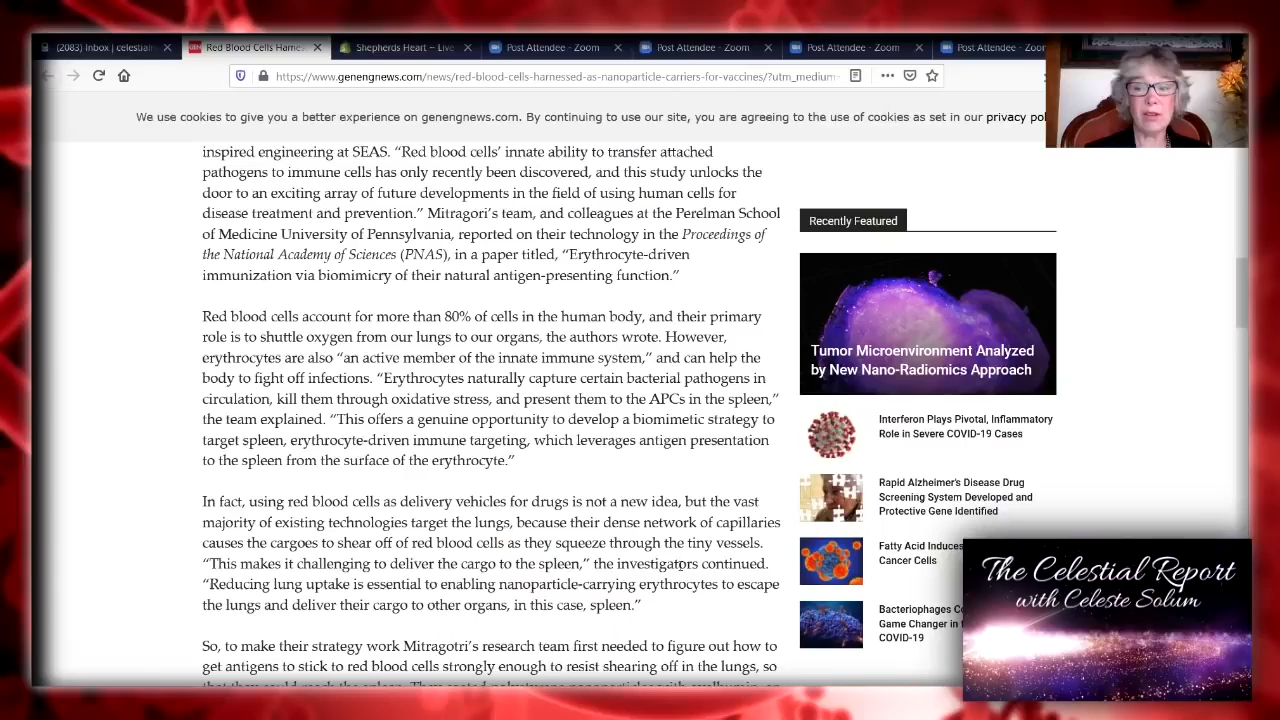 (2083) Inbox | celestial
Red Blood Cells Harnes
Shepherds Heart – Live
Post Attendee - Zoom
Post Attendee - Zoom
Post Attendee - Zoom
Post Attendee - Zoom
https://www.genengnews.com/news/red-blood-cells-harnessed-as-nanoparticle-carriers-for-vaccines/?utm_medium=
We use cookies to give you a better experience on genengnews.com. By continuing to use our site, you are agreeing to the use of cookies as set in our privacy po
inspired engineering at SEAS. “Red blood cells’ innate ability to transfer attached
pathogens to immune cells has only recently been discovered, and this study unlocks the
door to an exciting array of future developments in the field of using human cells for
disease treatment and prevention.” Mitragori’s team, and colleagues at the Perelman School
of Medicine University of Pennsylvania, reported on their technology in the Proceedings of
the National Academy of Sciences (PNAS), in a paper titled, “Erythrocyte-driven
immunization via biomimicry of their natural antigen-presenting function.”
Red blood cells account for more than 80% of cells in the human body, and their primary
role is to shuttle oxygen from our lungs to our organs, the authors wrote. However,
erythrocytes are also “an active member of the innate immune system,” and can help the
body to fight off infections. “Erythrocytes naturally capture certain bacterial pathogens in
circulation, kill them through oxidative stress, and present them to the APCs in the spleen,”
the team explained. “This offers a genuine opportunity to develop a biomimetic strategy to
target spleen, erythrocyte-driven immune targeting, which leverages antigen presentation
to the spleen from the surface of the erythrocyte.”
In fact, using red blood cells as delivery vehicles for drugs is not a new idea, but the vast
majority of existing technologies target the lungs, because their dense network of capillaries
causes the cargoes to shear off of red blood cells as they squeeze through the tiny vessels.
“This makes it challenging to deliver the cargo to the spleen,” the investigators continued.
“Reducing lung uptake is essential to enabling nanoparticle-carrying erythrocytes to escape
the lungs and deliver their cargo to other organs, in this case, spleen.”
So, to make their strategy work Mitragotri’s research team first needed to figure out how to
get antigens to stick to red blood cells strongly enough to resist shearing off in the lungs, so
Recently Featured
Tumor Microenvironment Analyzed
by New Nano-Radiomics Approach
Interferon Plays Pivotal, Inflammatory
Role in Severe COVID-19 Cases
Rapid Alzheimer’s Disease Drug
Screening System Developed and
Protective Gene Identified
Fatty Acid Induces
Cancer Cells
Bacteriophages Co
Game Changer in
COVID-19
The Celestial Report
with Celeste Solum